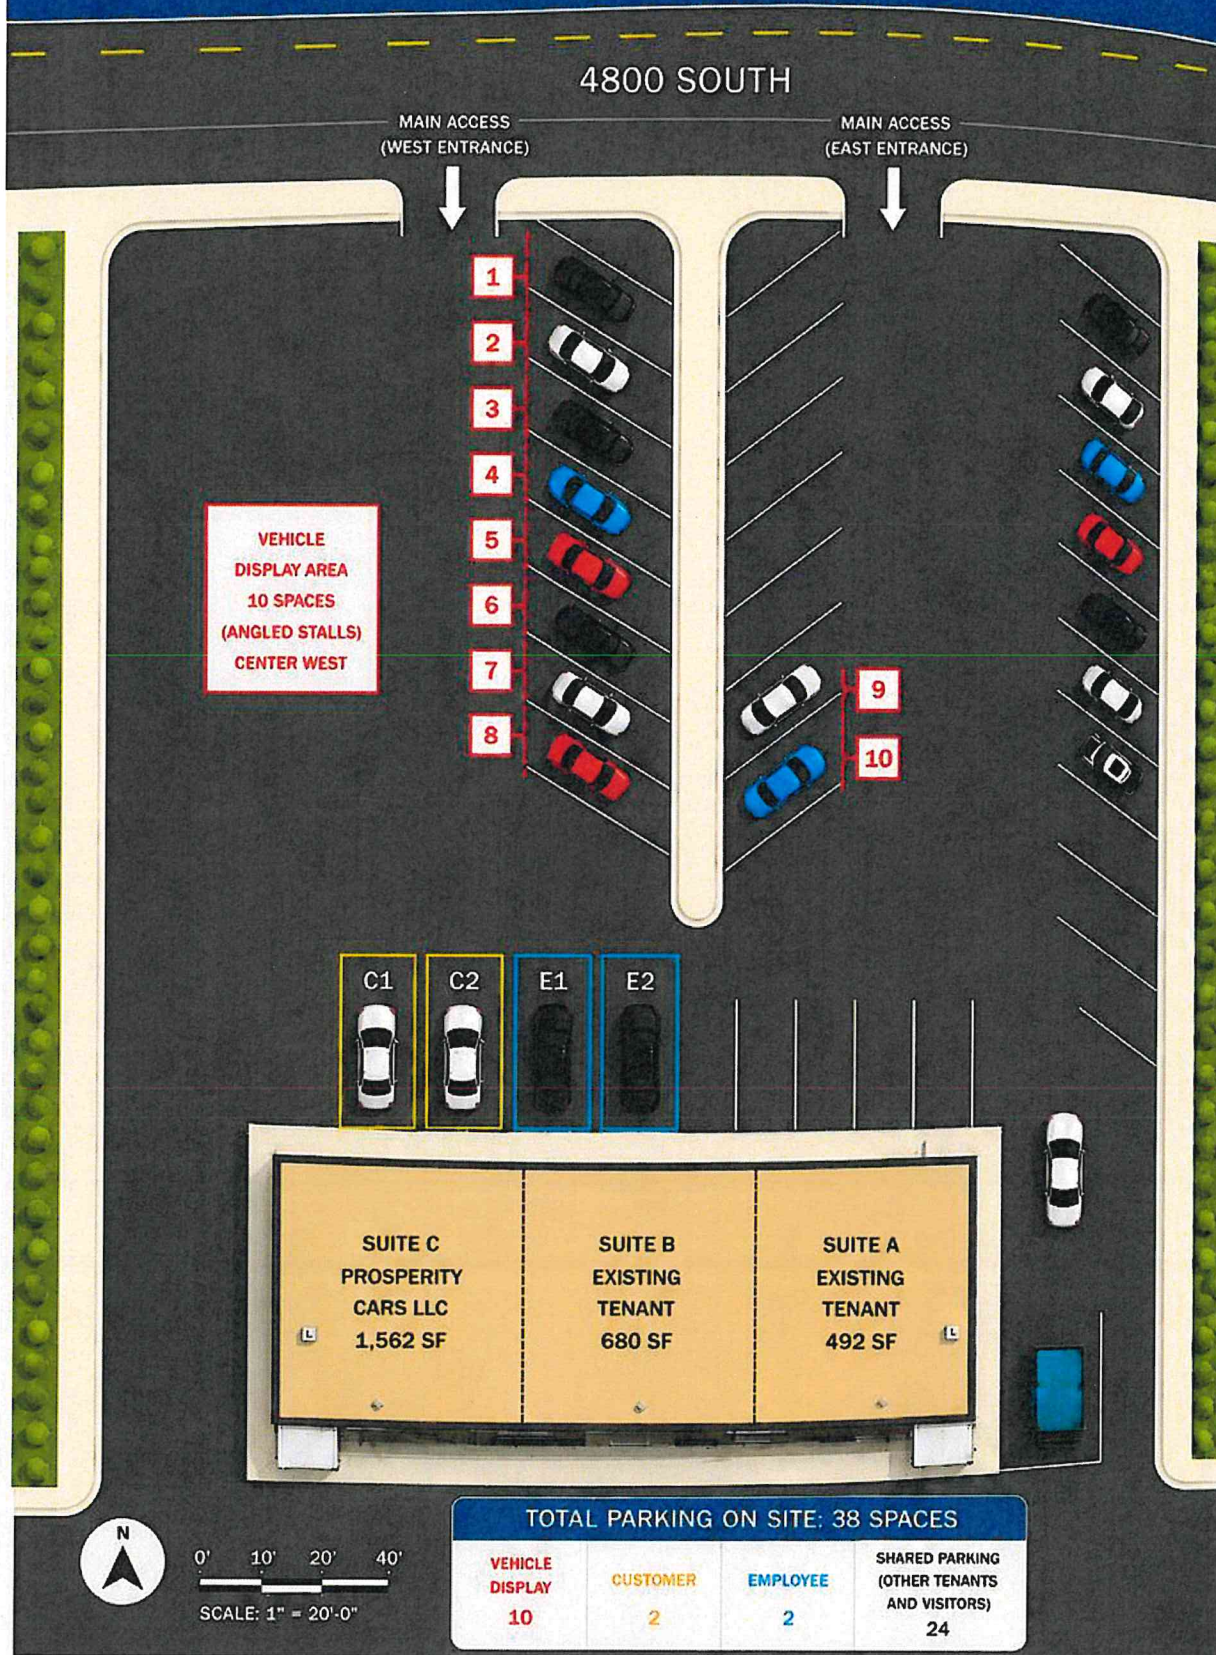 4800 SOUTH
MAIN ACCESS
(WEST ENTRANCE)
MAIN ACCESS
(EAST ENTRANCE)
1
2
3
4
5
6
7
8
VEHICLE
DISPLAY AREA
10 SPACES
(ANGLED STALLS)
CENTER WEST
9
10
C1
C2
E1
E2
SUITE C
PROSPERITY
CARS LLC
1,562 SF
SUITE B
EXISTING
TENANT
680 SF
SUITE A
EXISTING
TENANT
492 SF
L
L
N
0' 10' 20' 40'
SCALE: 1" = 20'-0"
TOTAL PARKING ON SITE: 38 SPACES
VEHICLE
DISPLAY
10
CUSTOMER
2
EMPLOYEE
2
SHARED PARKING
(OTHER TENANTS
AND VISITORS)
24